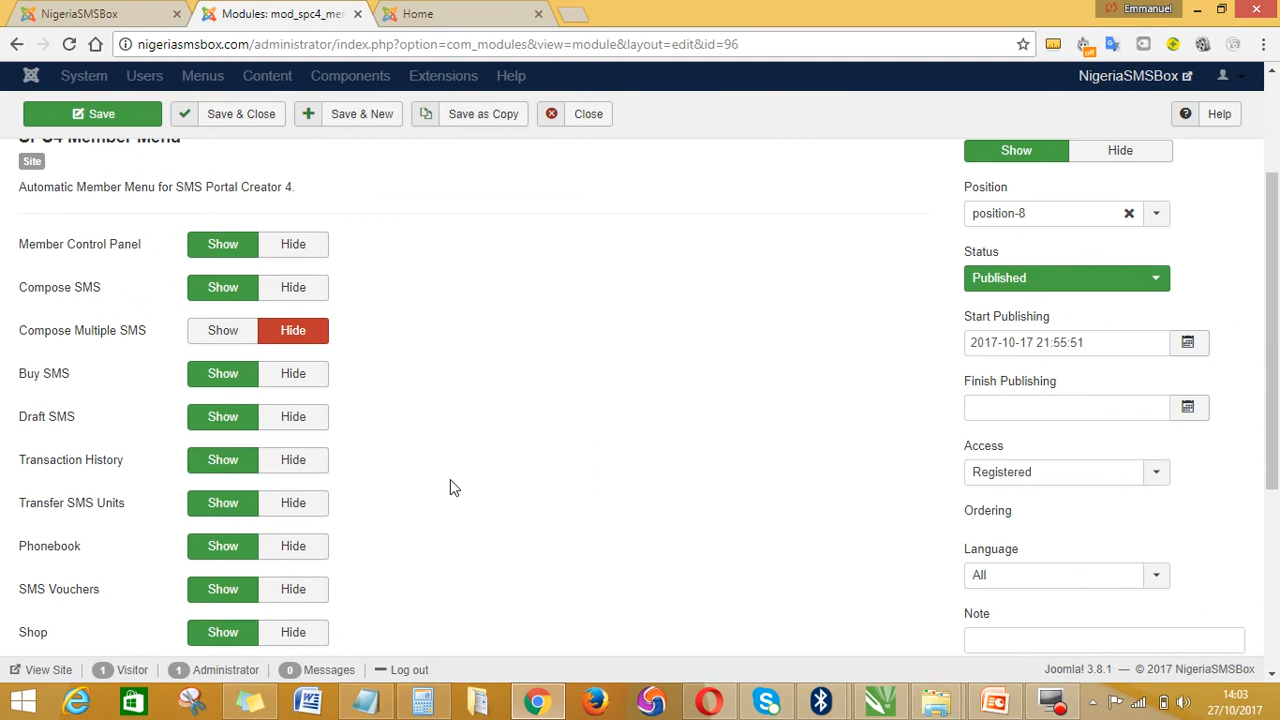 NigeriaSMSBox
Modules: mod_spc4_mem
Home
Emmanuel
nigeriasmsbox.com/administrator/index.php?option=com_modules&view=module&layout=edit&id=96
off
System Users Menus Content Components Extensions Help
NigeriaSMSBox
Save
Save & Close
Save & New
Save as Copy
Close
Help
SPC4 Member Menu
Site
Automatic Member Menu for SMS Portal Creator 4.
Member Control Panel Show Hide
Compose SMS Show Hide
Compose Multiple SMS Show Hide
Buy SMS Show Hide
Draft SMS Show Hide
Transaction History Show Hide
Transfer SMS Units Show Hide
Phonebook Show Hide
SMS Vouchers Show Hide
Shop Show Hide
Show Hide
Position
position-8
Status
Published
Start Publishing
2017-10-17 21:55:51
Finish Publishing
Access
Registered
Ordering
Language
All
Note
View Site 1 Visitor 1 Administrator 0 Messages Log out
Joomla! 3.8.1 — © 2017 NigeriaSMSBox
14:03
27/10/2017